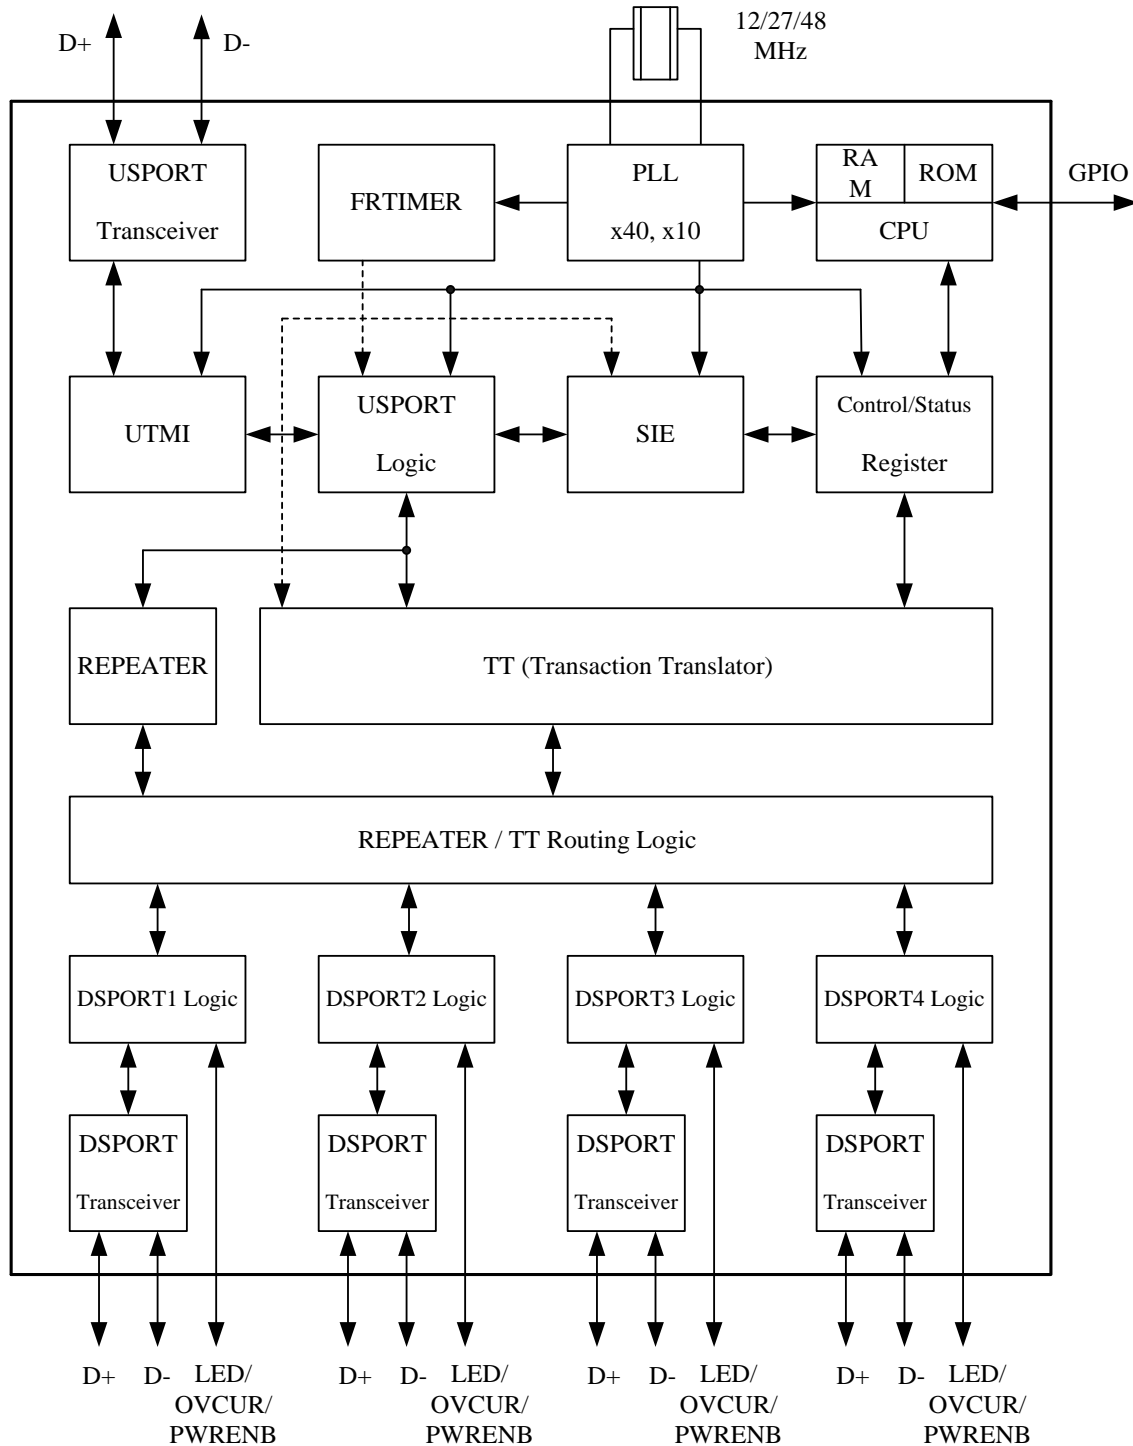 D+
D-
12/27/48
MHz
USPORT
Transceiver
FRTIMER
PLL
x40, x10
RA
M
ROM
CPU
GPIO
UTMI
USPORT
Logic
SIE
Control/Status
Register
REPEATER
TT (Transaction Translator)
REPEATER / TT Routing Logic
DSPORT1 Logic
DSPORT2 Logic
DSPORT3 Logic
DSPORT4 Logic
DSPORT
Transceiver
DSPORT
Transceiver
DSPORT
Transceiver
DSPORT
Transceiver
D+
D-
LED/
OVCUR/
PWRENB
D+
D-
LED/
OVCUR/
PWRENB
D+
D-
LED/
OVCUR/
PWRENB
D+
D-
LED/
OVCUR/
PWRENB